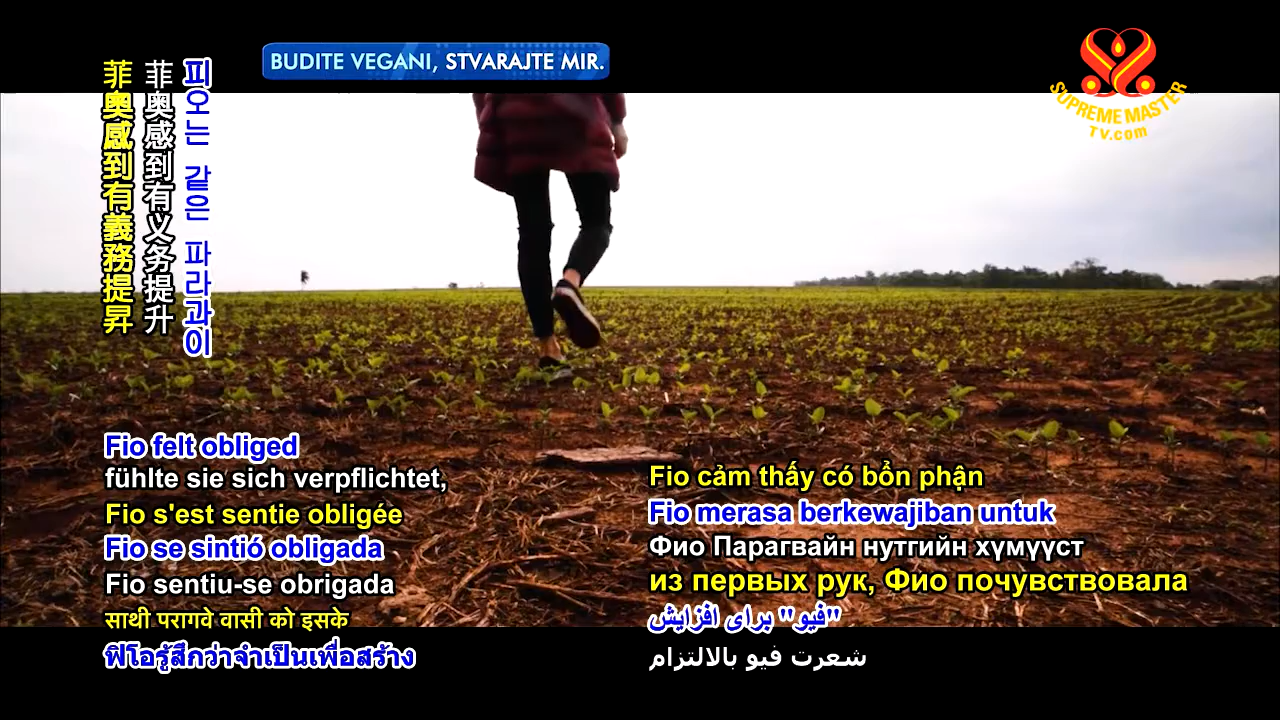 BUDITE VEGANI, STVARAJTE MIR.
SUPREME MASTER
TV.com
피오는 같은 파라과이
菲奥感到有义务提升
菲奧感到有義務提昇
Fio felt obliged
fühlte sie sich verpflichtet,
Fio s'est sentie obligée
Fio se sintió obligada
Fio sentiu-se obrigada
साथी परागवे वासी को इसके
ฟิโอรู้สึกว่าจำเป็นเพื่อสร้าง
Fio cảm thấy có bổn phận
Fio merasa berkewajiban untuk
Фио Парагвайн нутгийн хүмүүст
из первых рук, Фио почувствовала
"فیو" برای افزایش
شعرت فيو بالالتزام